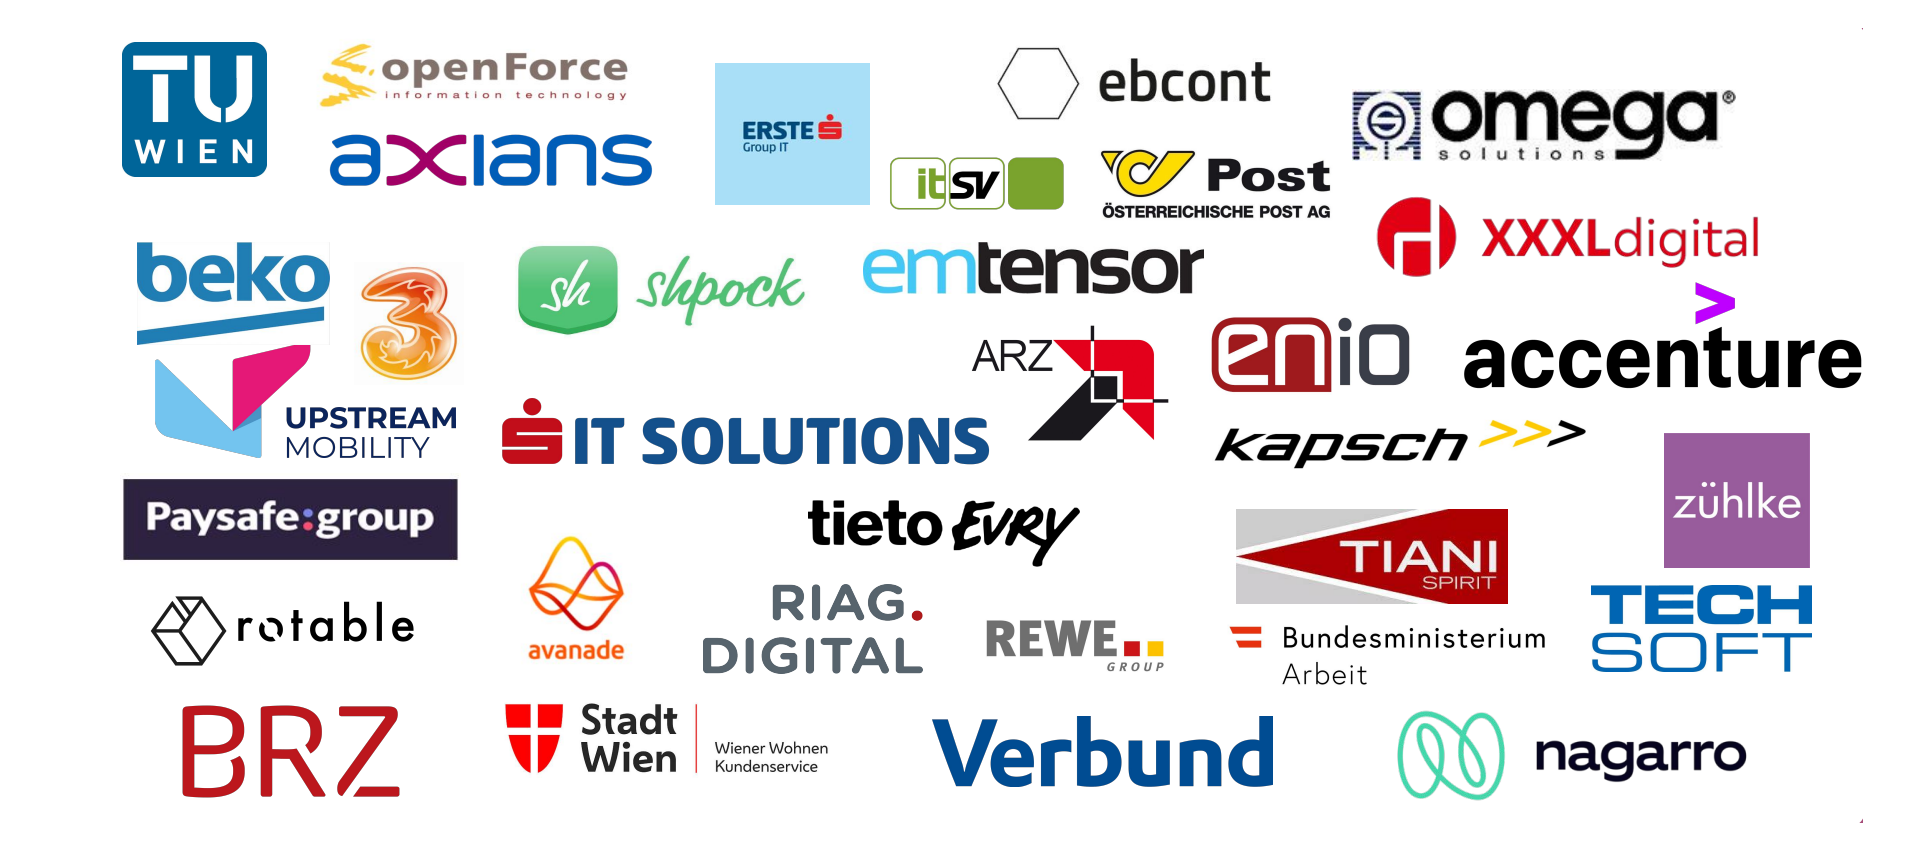 TU
WIEN
openForce
information technology
axians
ERSTE
Group IT
ebcont
itSV
Post
ÖSTERREICHISCHE POST AG
omega®
solutions
XXXLdigital
beko
3
sh shpock
emtensor
ARZ
enio
accenture
UPSTREAM
MOBILITY
IT SOLUTIONS
kapsch >>>
zühlke
Paysafe:group
tieto EVRY
TIANI
SPIRIT
rotable
avanade
RIAG.
DIGITAL
REWE
GROUP
Bundesministerium
Arbeit
TECH
SOFT
BRZ
Stadt
Wien
Wiener Wohnen
Kundenservice
Verbund
nagarro